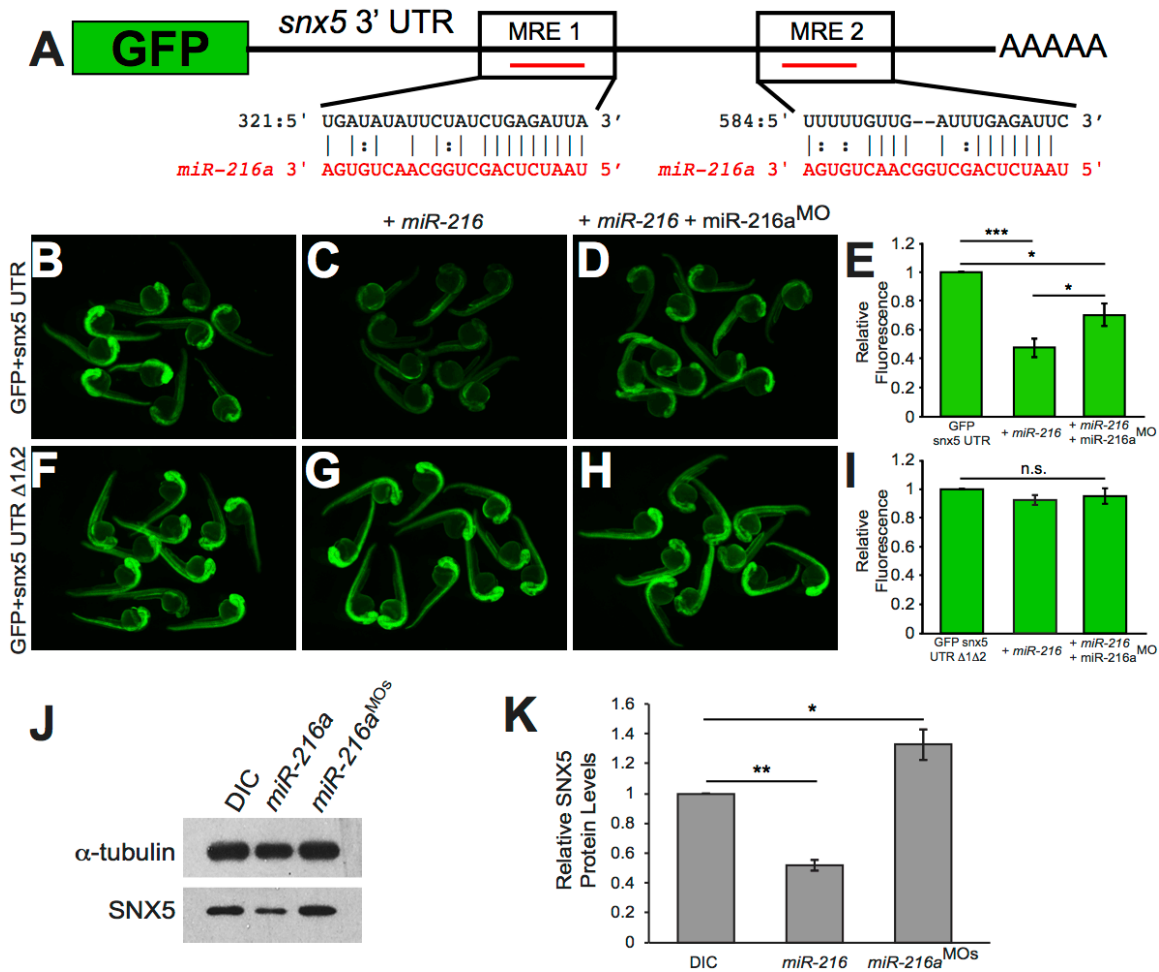 A
GFP
snx5 3' UTR
MRE 1
MRE 2
AAAAA
321:5' UGAUAUAUUCUAUCUGAGAUUA 3'
miR-216a 3' AGUGUCAACGGUCGACUCUAAU 5'
584:5' UUUUUGUUG--AUUUGAGAUUC 3'
miR-216a 3' AGUGUCAACGGUCGACUCUAAU 5'
+ miR-216
+ miR-216 + miR-216aMO
GFP+snx5 UTR
B
C
D
E
Relative
Fluorescence
1.2
1
0.8
0.6
0.4
0.2
0
***
*
*
GFP
snx5 UTR
+ miR-216
+ miR-216
+ miR-216aMO
GFP+snx5 UTR Δ1Δ2
F
G
H
I
Relative
Fluorescence
1.2
1
0.8
0.6
0.4
0.2
0
n.s.
GFP snx5
UTR Δ1Δ2
+ miR-216
+ miR-216
+ miR-216aMO
J
DIC
miR-216a
miR-216aMOs
α-tubulin
SNX5
K
Relative SNX5
Protein Levels
1.6
1.4
1.2
1
0.8
0.6
0.4
0.2
0
*
**
DIC
miR-216
miR-216aMOs